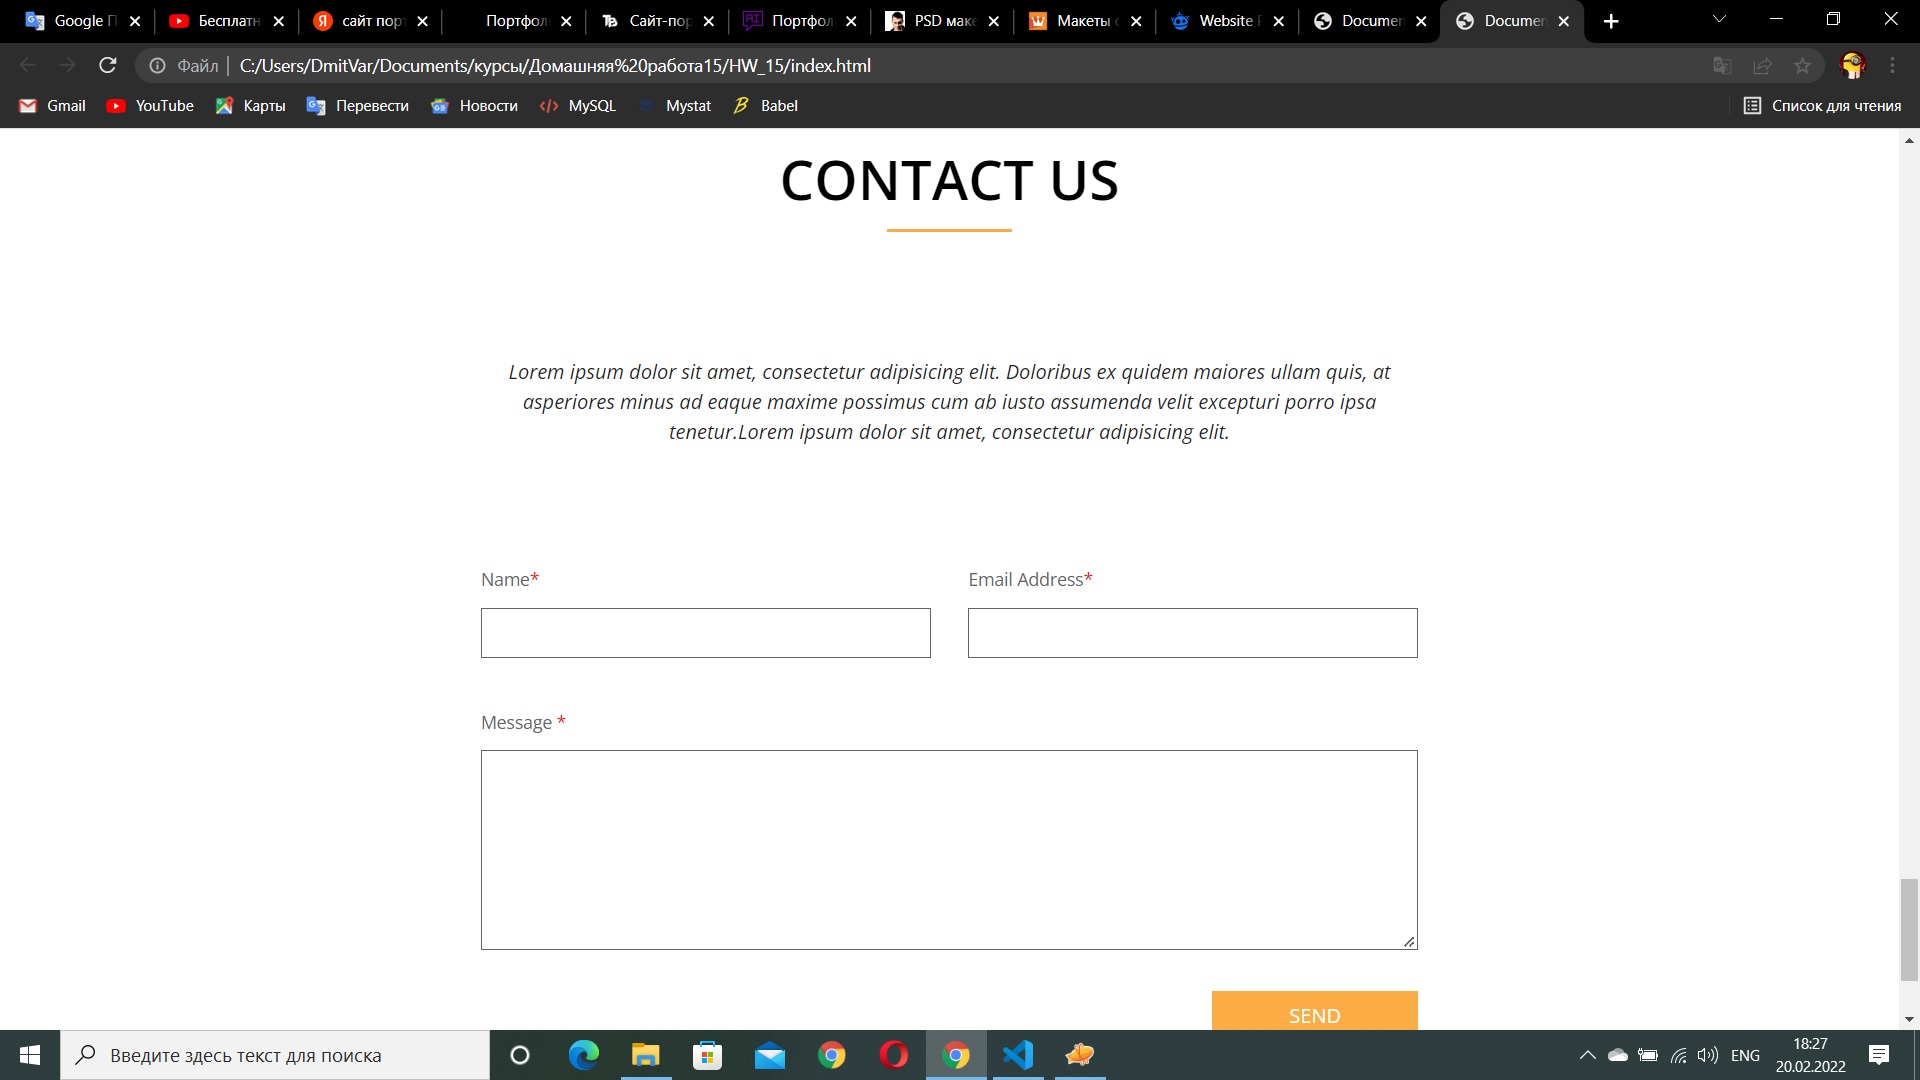 Google П
Бесплатн
сайт порт
Портфол
Сайт-пор
Портфол
PSD маке
Макеты с
Website
Documen
Documen
Файл C:/Users/DmitVar/Documents/курсы/Домашняя%20работа15/HW_15/index.html
Gmail YouTube Карты Перевести Новости MySQL Mystat Babel Список для чтения
CONTACT US
Lorem ipsum dolor sit amet, consectetur adipisicing elit. Doloribus ex quidem maiores ullam quis, at
asperiores minus ad eaque maxime possimus cum ab iusto assumenda velit excepturi porro ipsa
tenetur.Lorem ipsum dolor sit amet, consectetur adipisicing elit.
Name* Email Address*
Message *
SEND
Введите здесь текст для поиска
ENG
18:27
20.02.2022